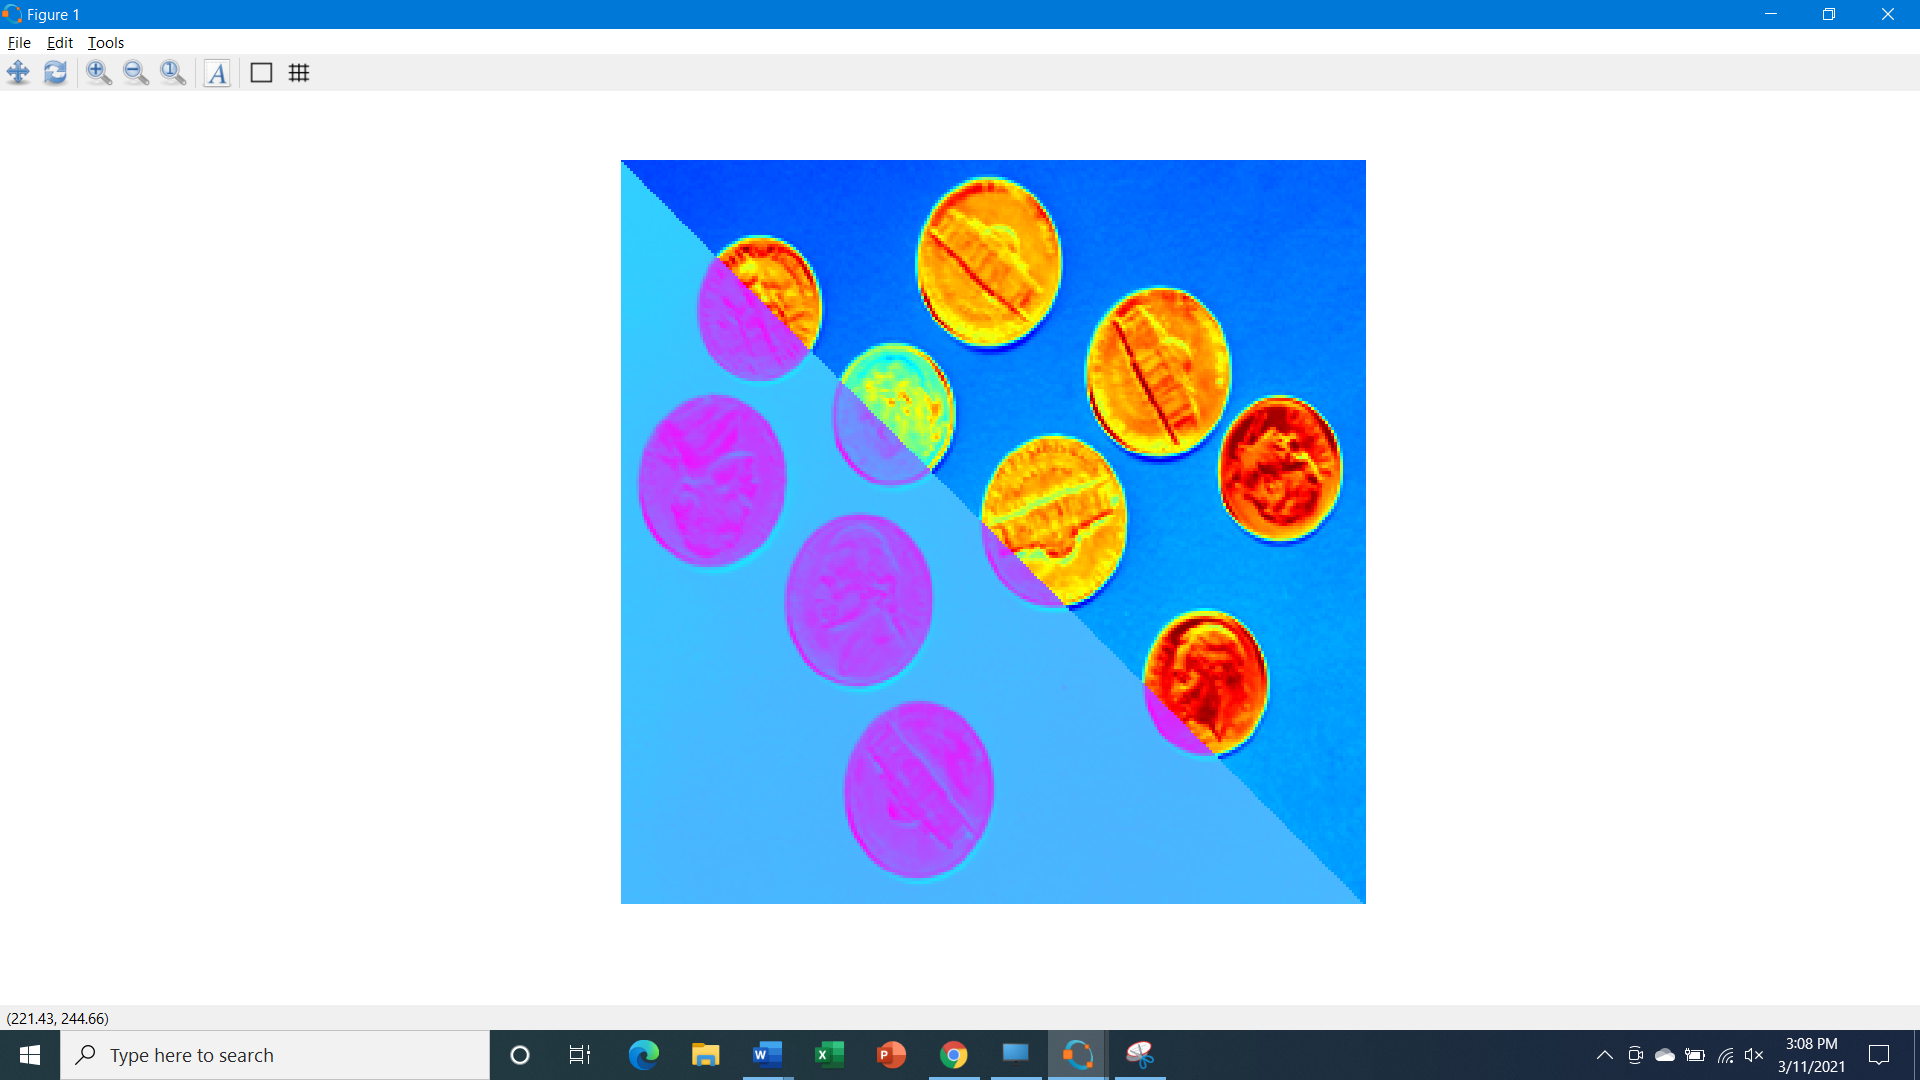 Figure 1
File Edit Tools
A
(221.43, 244.66)
Type here to search
3:08 PM
3/11/2021